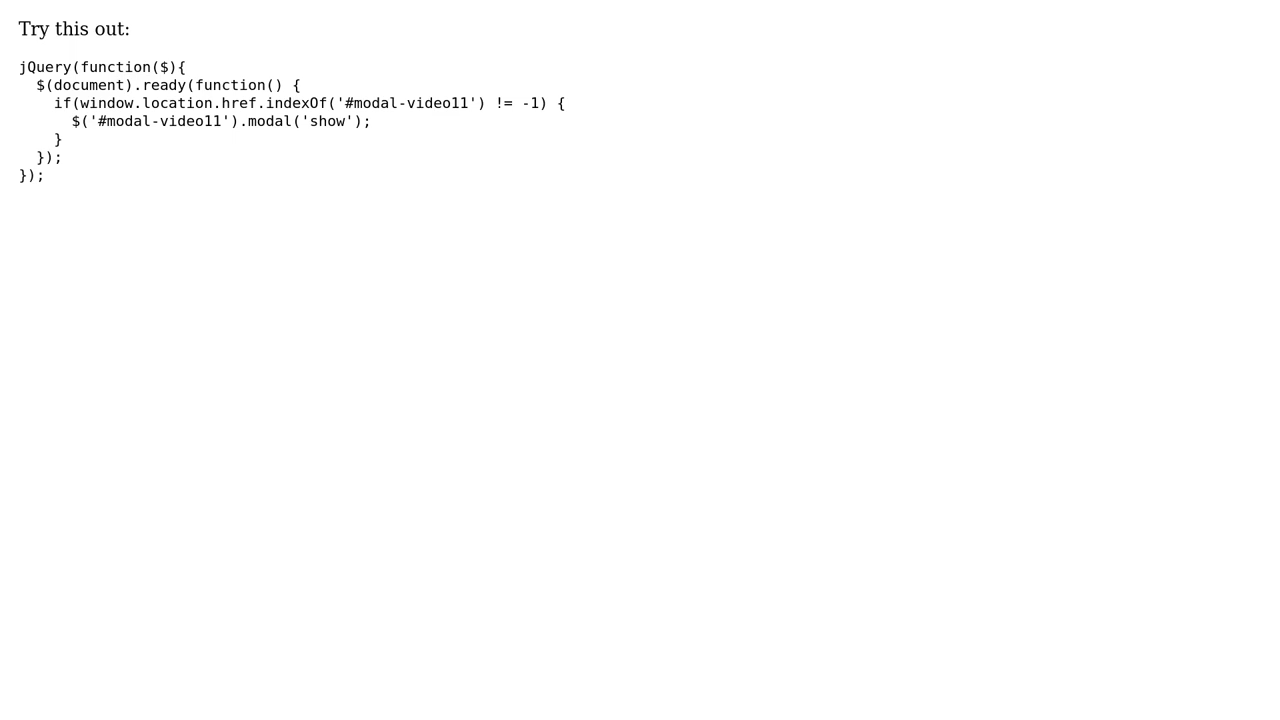 Try this out:
jQuery(function($){
  $(document).ready(function() {
    if(window.location.href.indexOf('#modal-video11') != -1) {
      $('#modal-video11').modal('show');
    }
  });
});